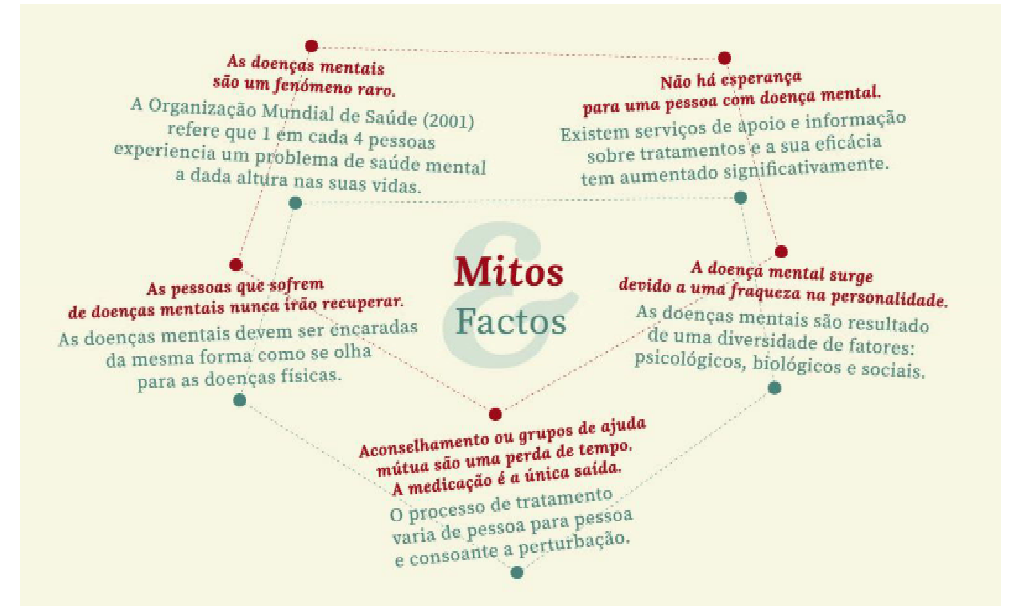 As doenças mentais
são um fenómeno raro.
A Organização Mundial de Saúde (2001)
refere que 1 em cada 4 pessoas
experiencia um problema de saúde mental
a dada altura nas suas vidas.
Não há esperança
para uma pessoa com doença mental.
Existem serviços de apoio e informação
sobre tratamentos e a sua eficácia
tem aumentado significativamente.
&
Mitos
Factos
As pessoas que sofrem
de doenças mentais nunca irão recuperar.
As doenças mentais devem ser encaradas
da mesma forma como se olha
para as doenças físicas.
A doença mental surge
devido a uma fraqueza na personalidade.
As doenças mentais são resultado
de uma diversidade de fatores:
psicológicos, biológicos e sociais.
Aconselhamento ou grupos de ajuda
mútua são uma perda de tempo.
A medicação é a única saída.
O processo de tratamento
varia de pessoa para pessoa
e consoante a perturbação.